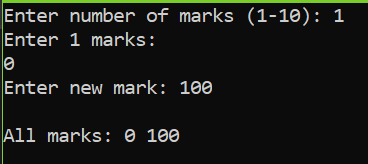 Enter number of marks (1-10): 1
Enter 1 marks:
0
Enter new mark: 100
All marks: 0 100